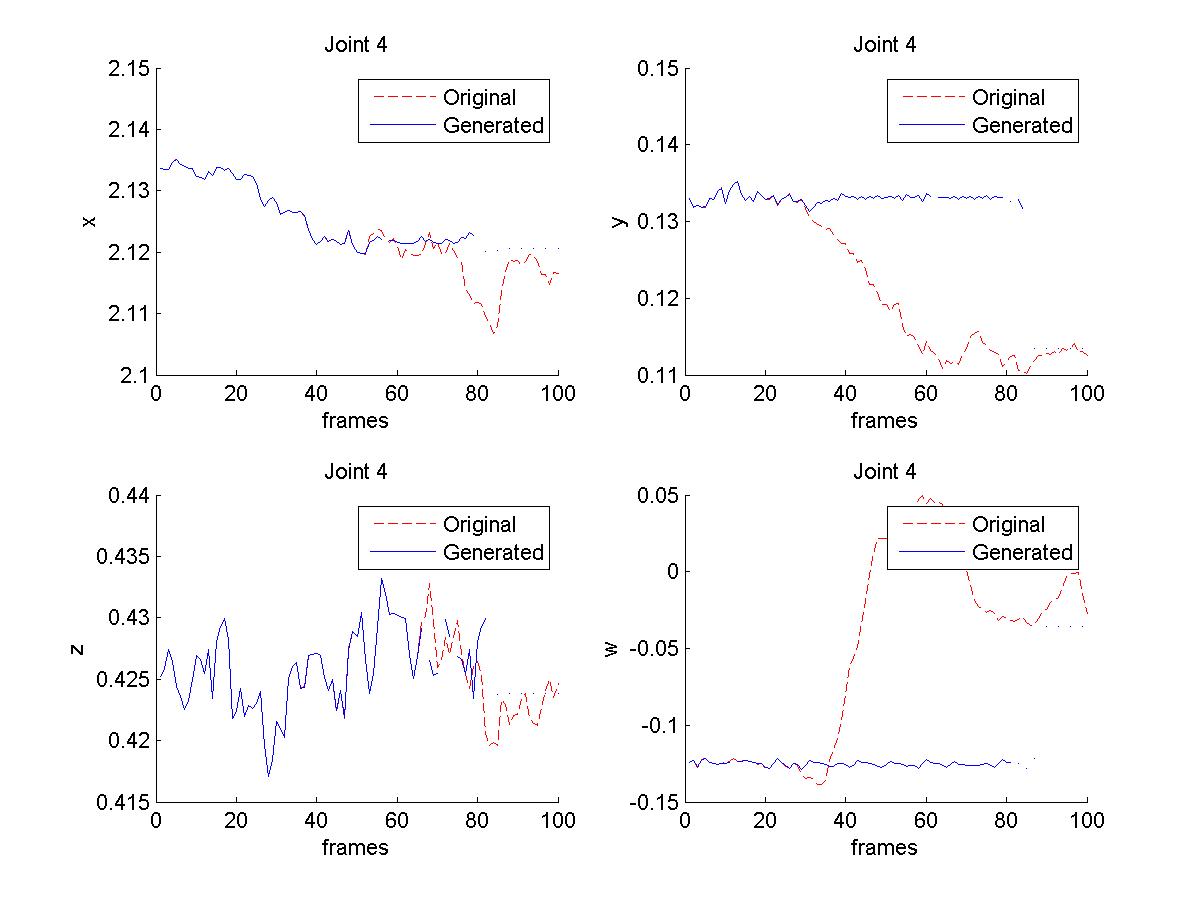 Joint 4
2.15
2.14
2.13
2.12
2.11
2.1
x
0 20 40 60 80 100
frames
Original
Generated
Joint 4
0.15
0.14
0.13
0.12
0.11
y
0 20 40 60 80 100
frames
Original
Generated
Joint 4
0.44
0.435
0.43
0.425
0.42
0.415
z
0 20 40 60 80 100
frames
Original
Generated
Joint 4
0.05
0
-0.05
-0.1
-0.15
w
0 20 40 60 80 100
frames
Original
Generated